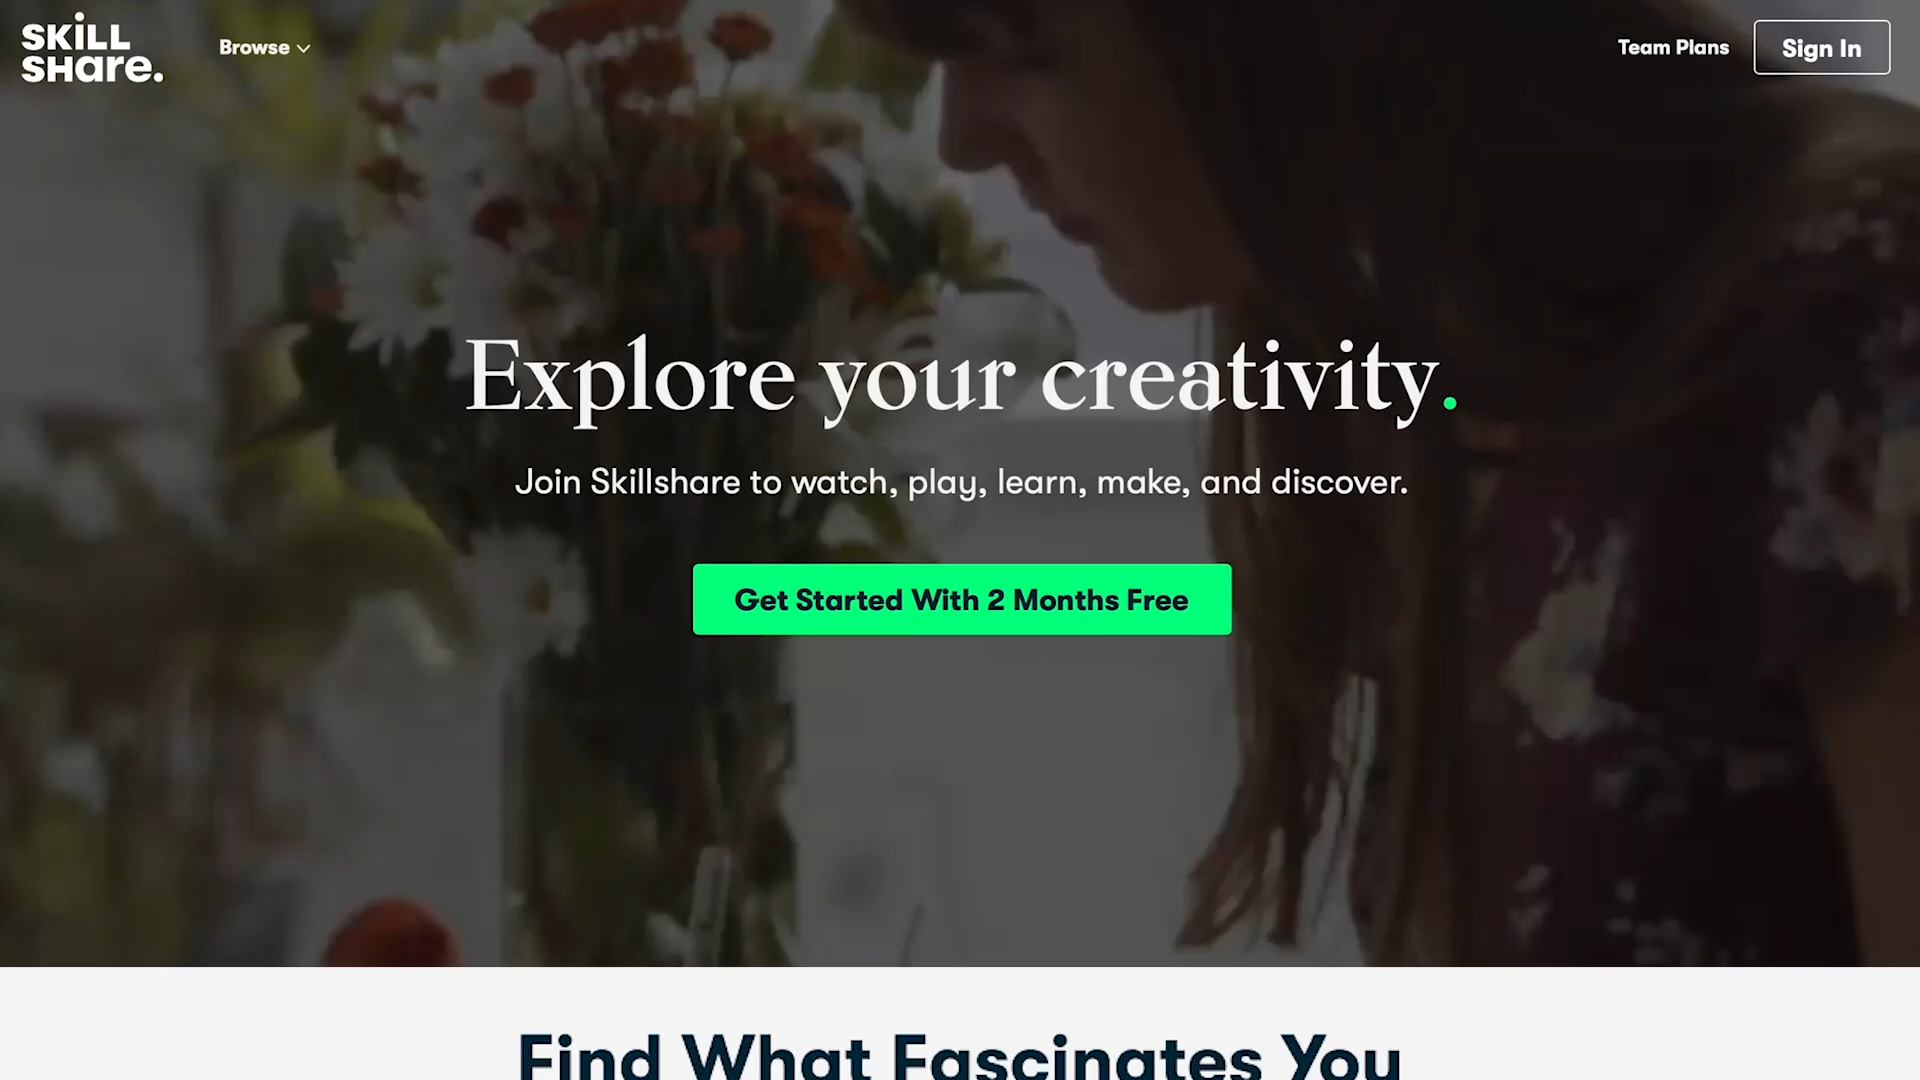 SKILL
SHare.
Browse
Team Plans
Sign In
Explore your creativity.
Join Skillshare to watch, play, learn, make, and discover.
Get Started With 2 Months Free
Find What Fascinates You